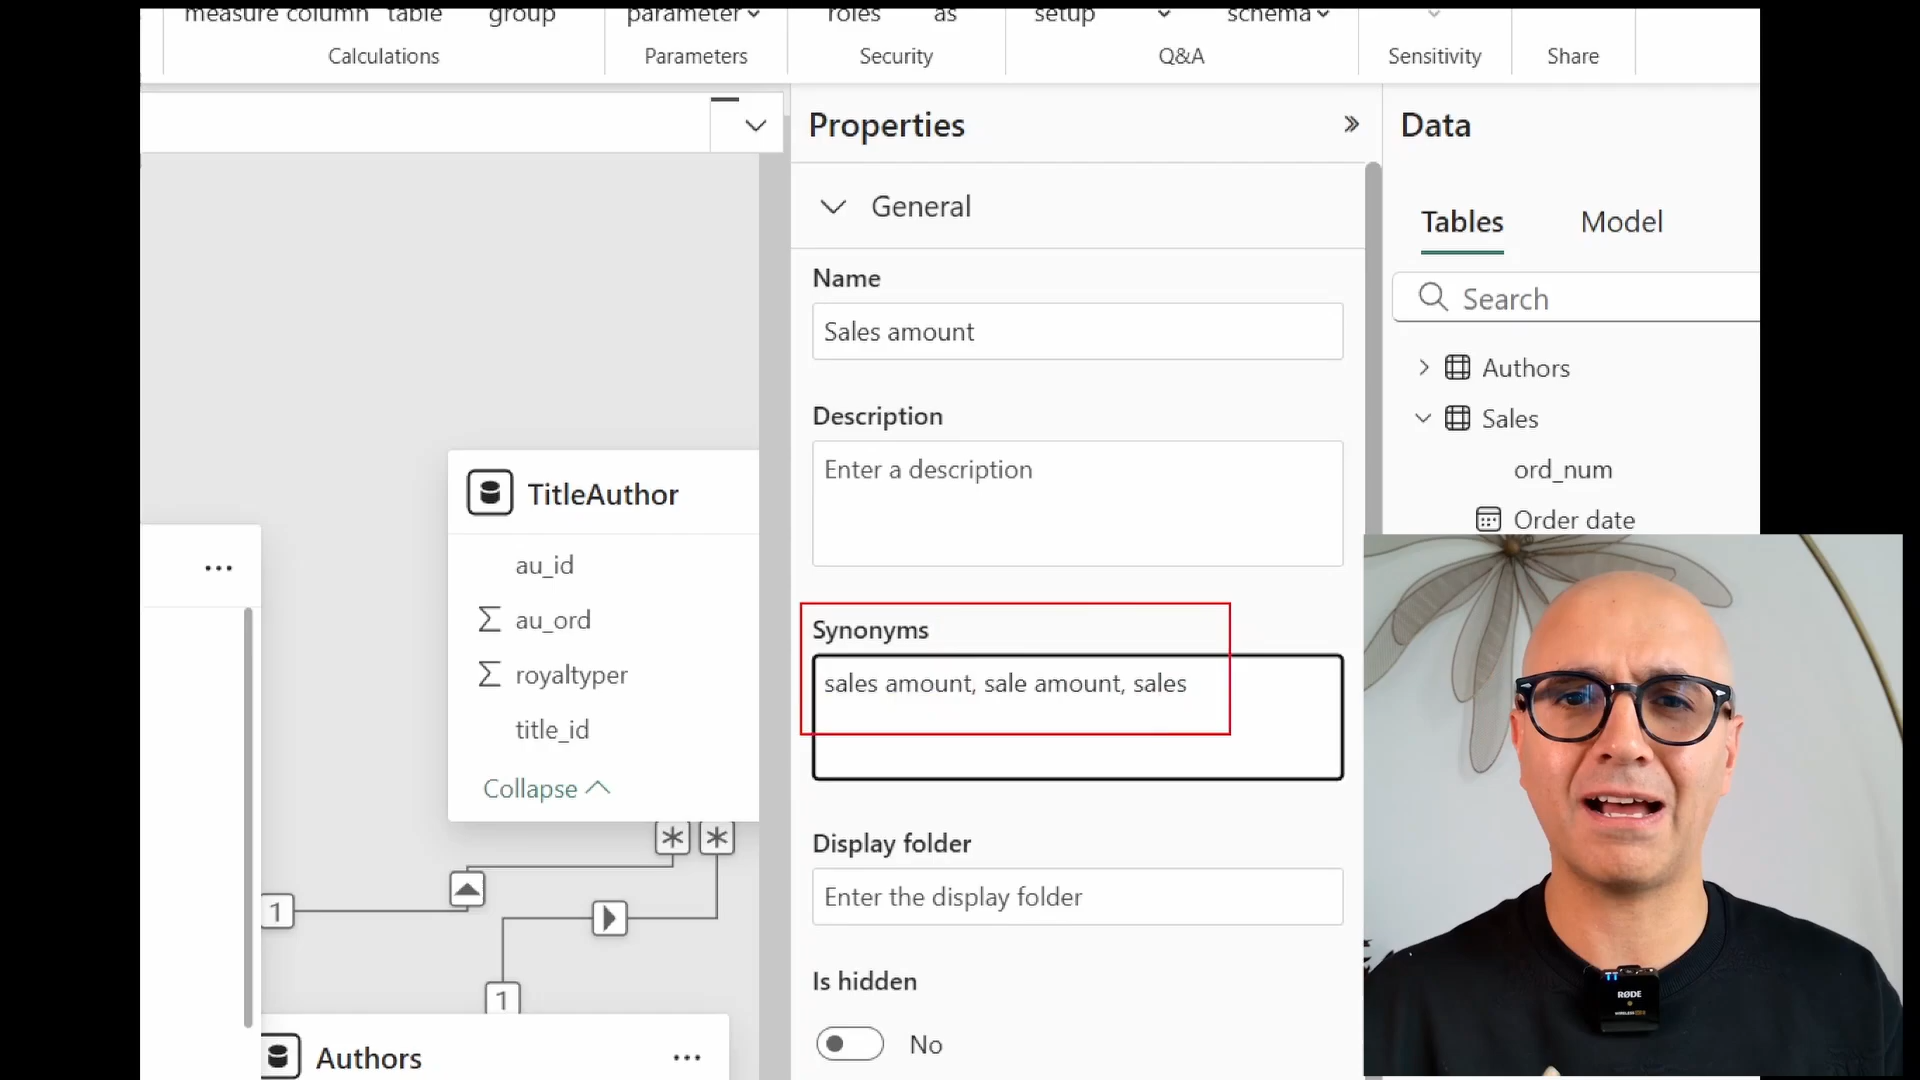 measure column table group parameter roles as setup schema
Calculations Parameters Security Q&A Sensitivity Share
Properties
General
Name
Sales amount
Description
Enter a description
Synonyms
sales amount, sale amount, sales
Display folder
Enter the display folder
Is hidden
No
Data
Tables Model
Search
Authors
Sales
ord_num
Order date
TitleAuthor
au_id
au_ord
royaltyper
title_id
Collapse
* *
1
1
Authors
RØDE